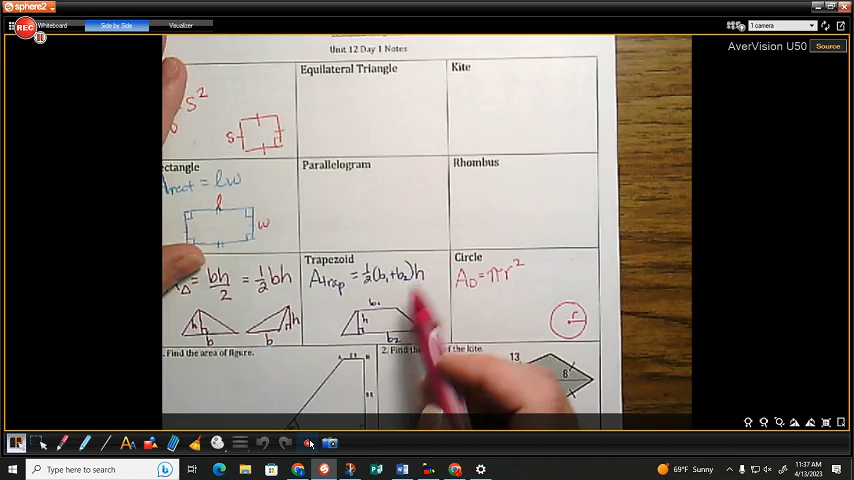 sphere2
REC
Whiteboard
Side by Side
Visualizer
1 camera
AverVision U50
Source
Unit 12 Day 1 Notes
Equilateral Triangle
Kite
s²
s
ectangle
Parallelogram
Rhombus
Arect = lw
l
w
Trapezoid
Circle
= bh/2 = 1/2 bh
Atrap = 1/2(b₁+b₂)h
A = πr²
h
b
h
b
b₁
h
b₂
r
. Find the area of figure.
2. Find the
of the kite.
13
8
Type here to search
69°F Sunny
11:37 AM
4/13/2023